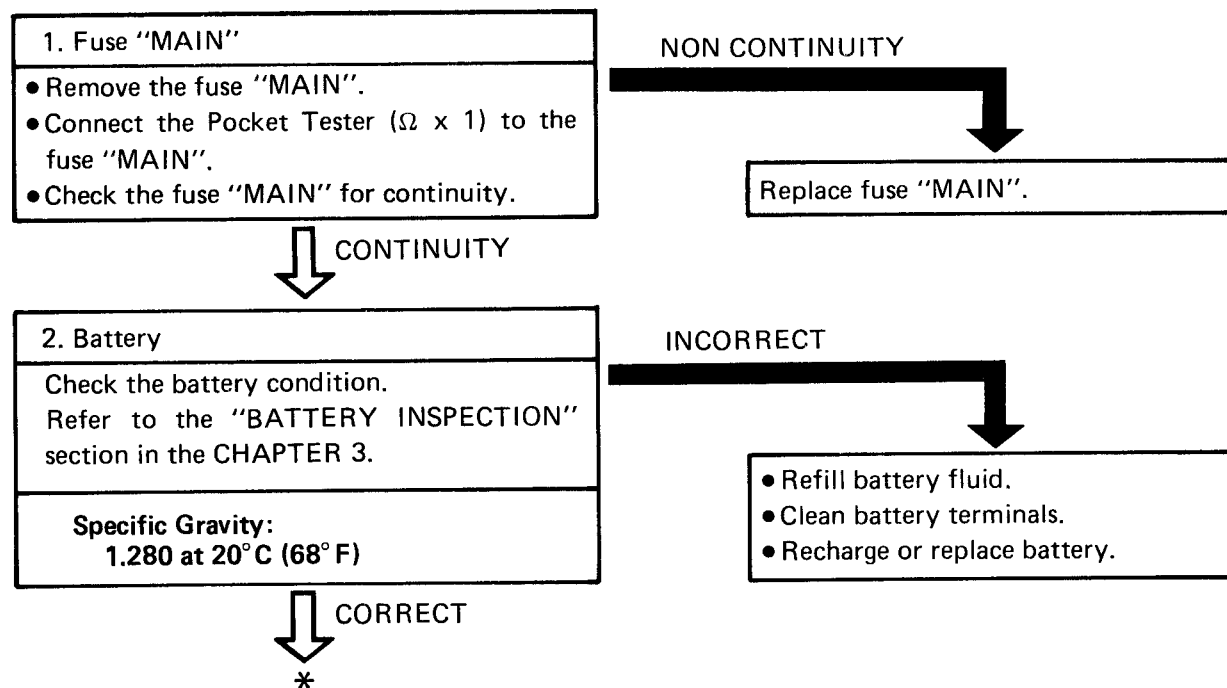 1. Fuse "MAIN"
● Remove the fuse "MAIN".
● Connect the Pocket Tester (Ω x 1) to the
fuse "MAIN".
● Check the fuse "MAIN" for continuity.
NON CONTINUITY
Replace fuse "MAIN".
CONTINUITY
2. Battery
Check the battery condition.
Refer to the "BATTERY INSPECTION"
section in the CHAPTER 3.
Specific Gravity:
1.280 at 20°C (68°F)
INCORRECT
● Refill battery fluid.
● Clean battery terminals.
● Recharge or replace battery.
CORRECT
*